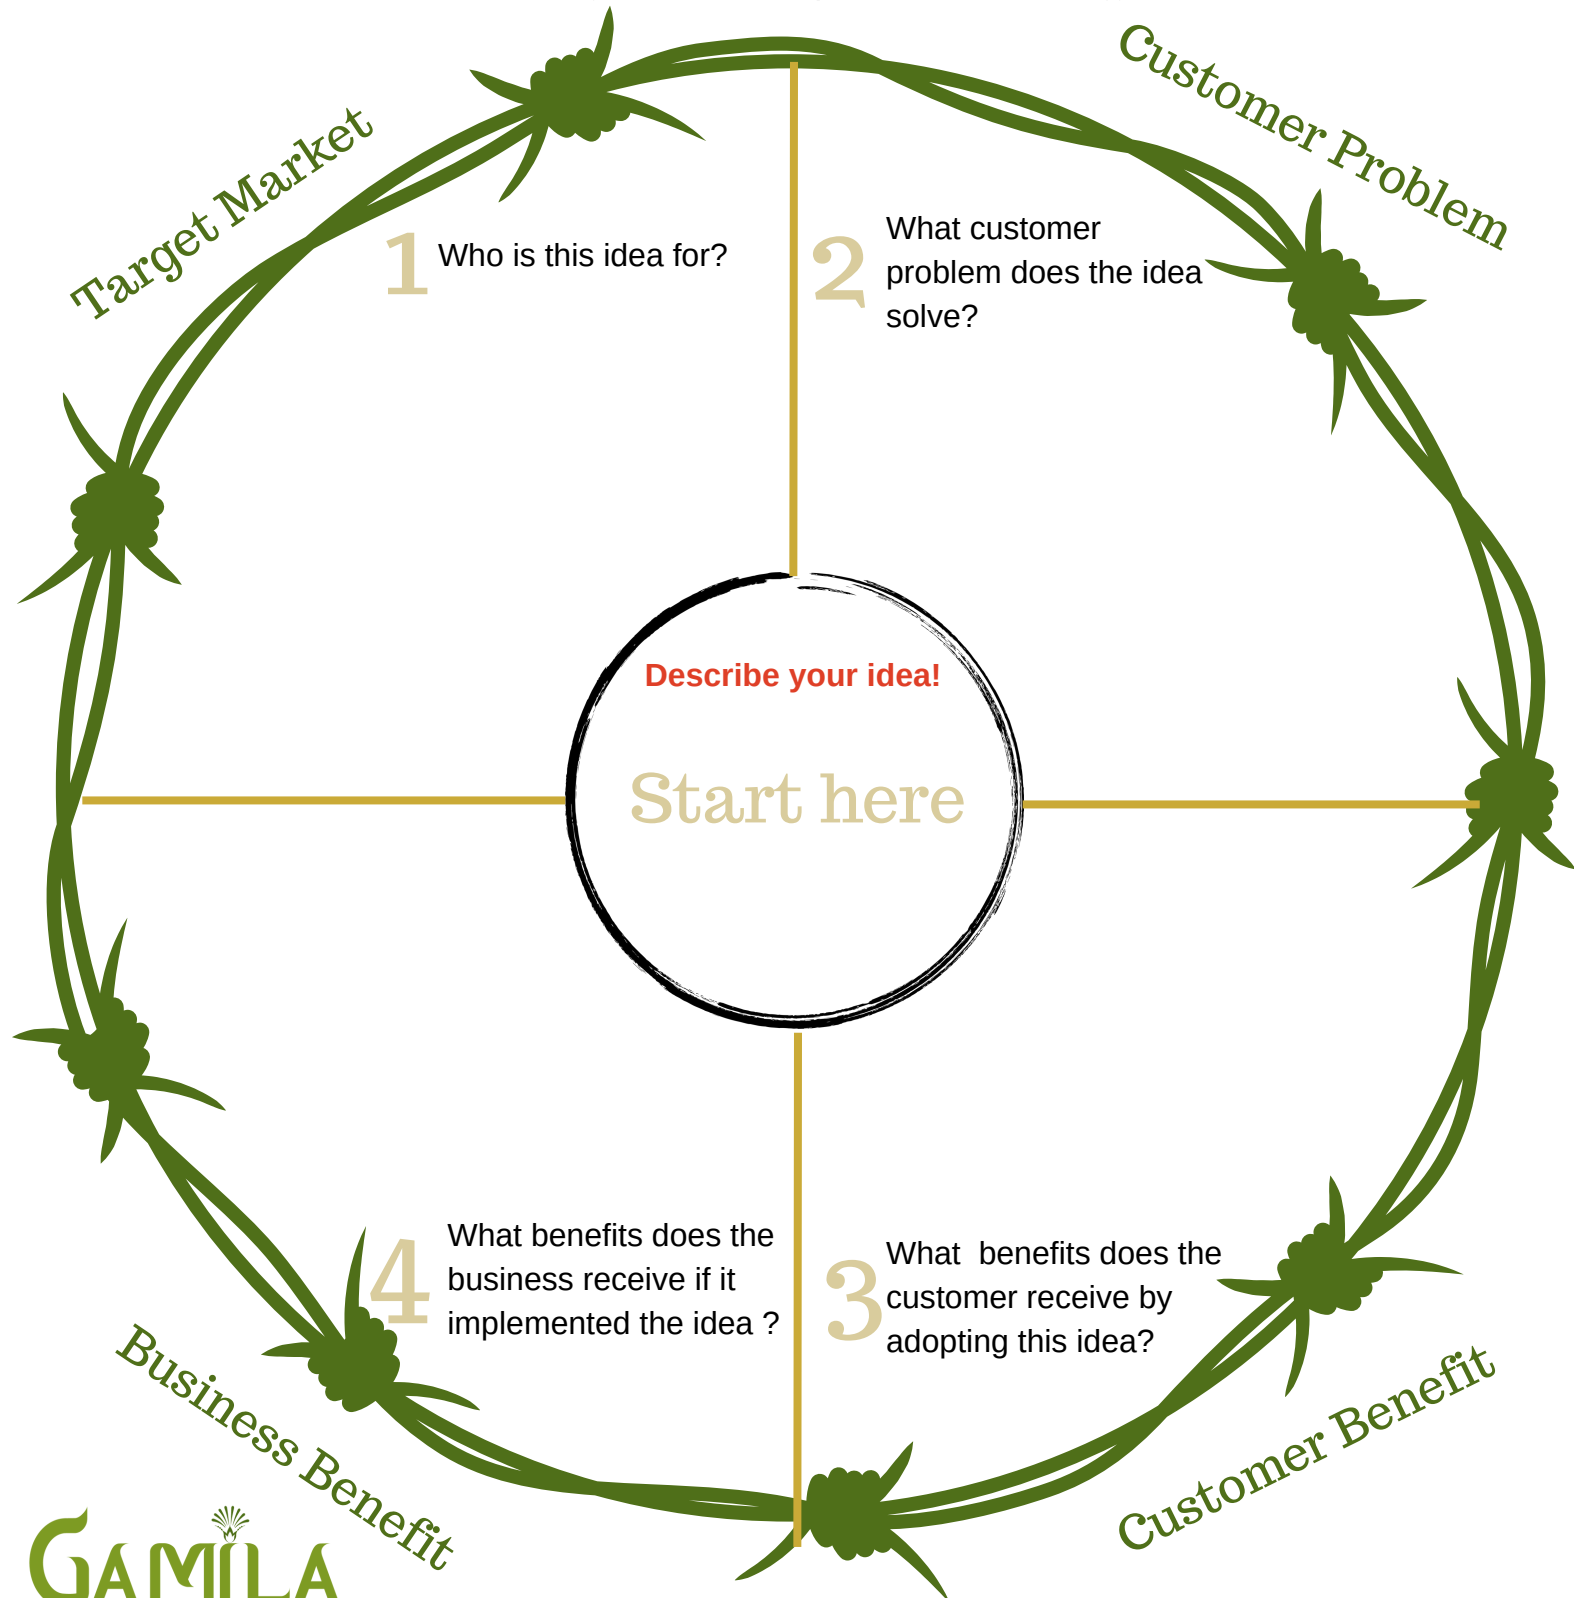 Target Market
Customer Problem
1
Who is this idea for?
2
What customer
problem does the idea
solve?
Describe your idea!
Start here
4
What benefits does the
business receive if it
implemented the idea ?
3
What  benefits does the
customer receive by
adopting this idea?
Business Benefit
Customer Benefit
GAMILA